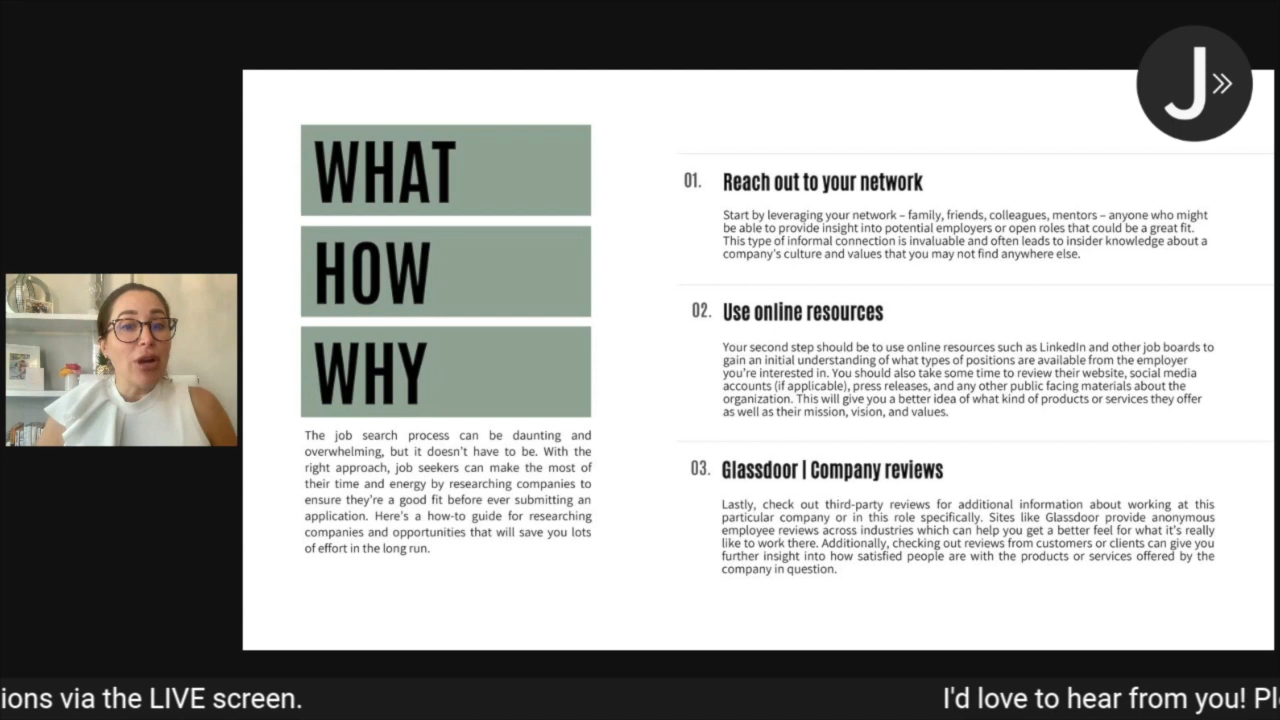 J»
WHAT
HOW
WHY
The job search process can be daunting and
overwhelming, but it doesn't have to be. With the
right approach, job seekers can make the most of
their time and energy by researching companies to
ensure they're a good fit before ever submitting an
application. Here's a how-to guide for researching
companies and opportunities that will save you lots
of effort in the long run.
01. Reach out to your network
Start by leveraging your network – family, friends, colleagues, mentors – anyone who might
be able to provide insight into potential employers or open roles that could be a great fit.
This type of informal connection is invaluable and often leads to insider knowledge about a
company's culture and values that you may not find anywhere else.
02. Use online resources
Your second step should be to use online resources such as LinkedIn and other job boards to
gain an initial understanding of what types of positions are available from the employer
you're interested in. You should also take some time to review their website, social media
accounts (if applicable), press releases, and any other public facing materials about the
organization. This will give you a better idea of what kind of products or services they offer
as well as their mission, vision, and values.
03. Glassdoor | Company reviews
Lastly, check out third-party reviews for additional information about working at this
particular company or in this role specifically. Sites like Glassdoor provide anonymous
employee reviews across industries which can help you get a better feel for what it's really
like to work there. Additionally, checking out reviews from customers or clients can give you
further insight into how satisfied people are with the products or services offered by the
company in question.
ions via the LIVE screen. I'd love to hear from you! Pl